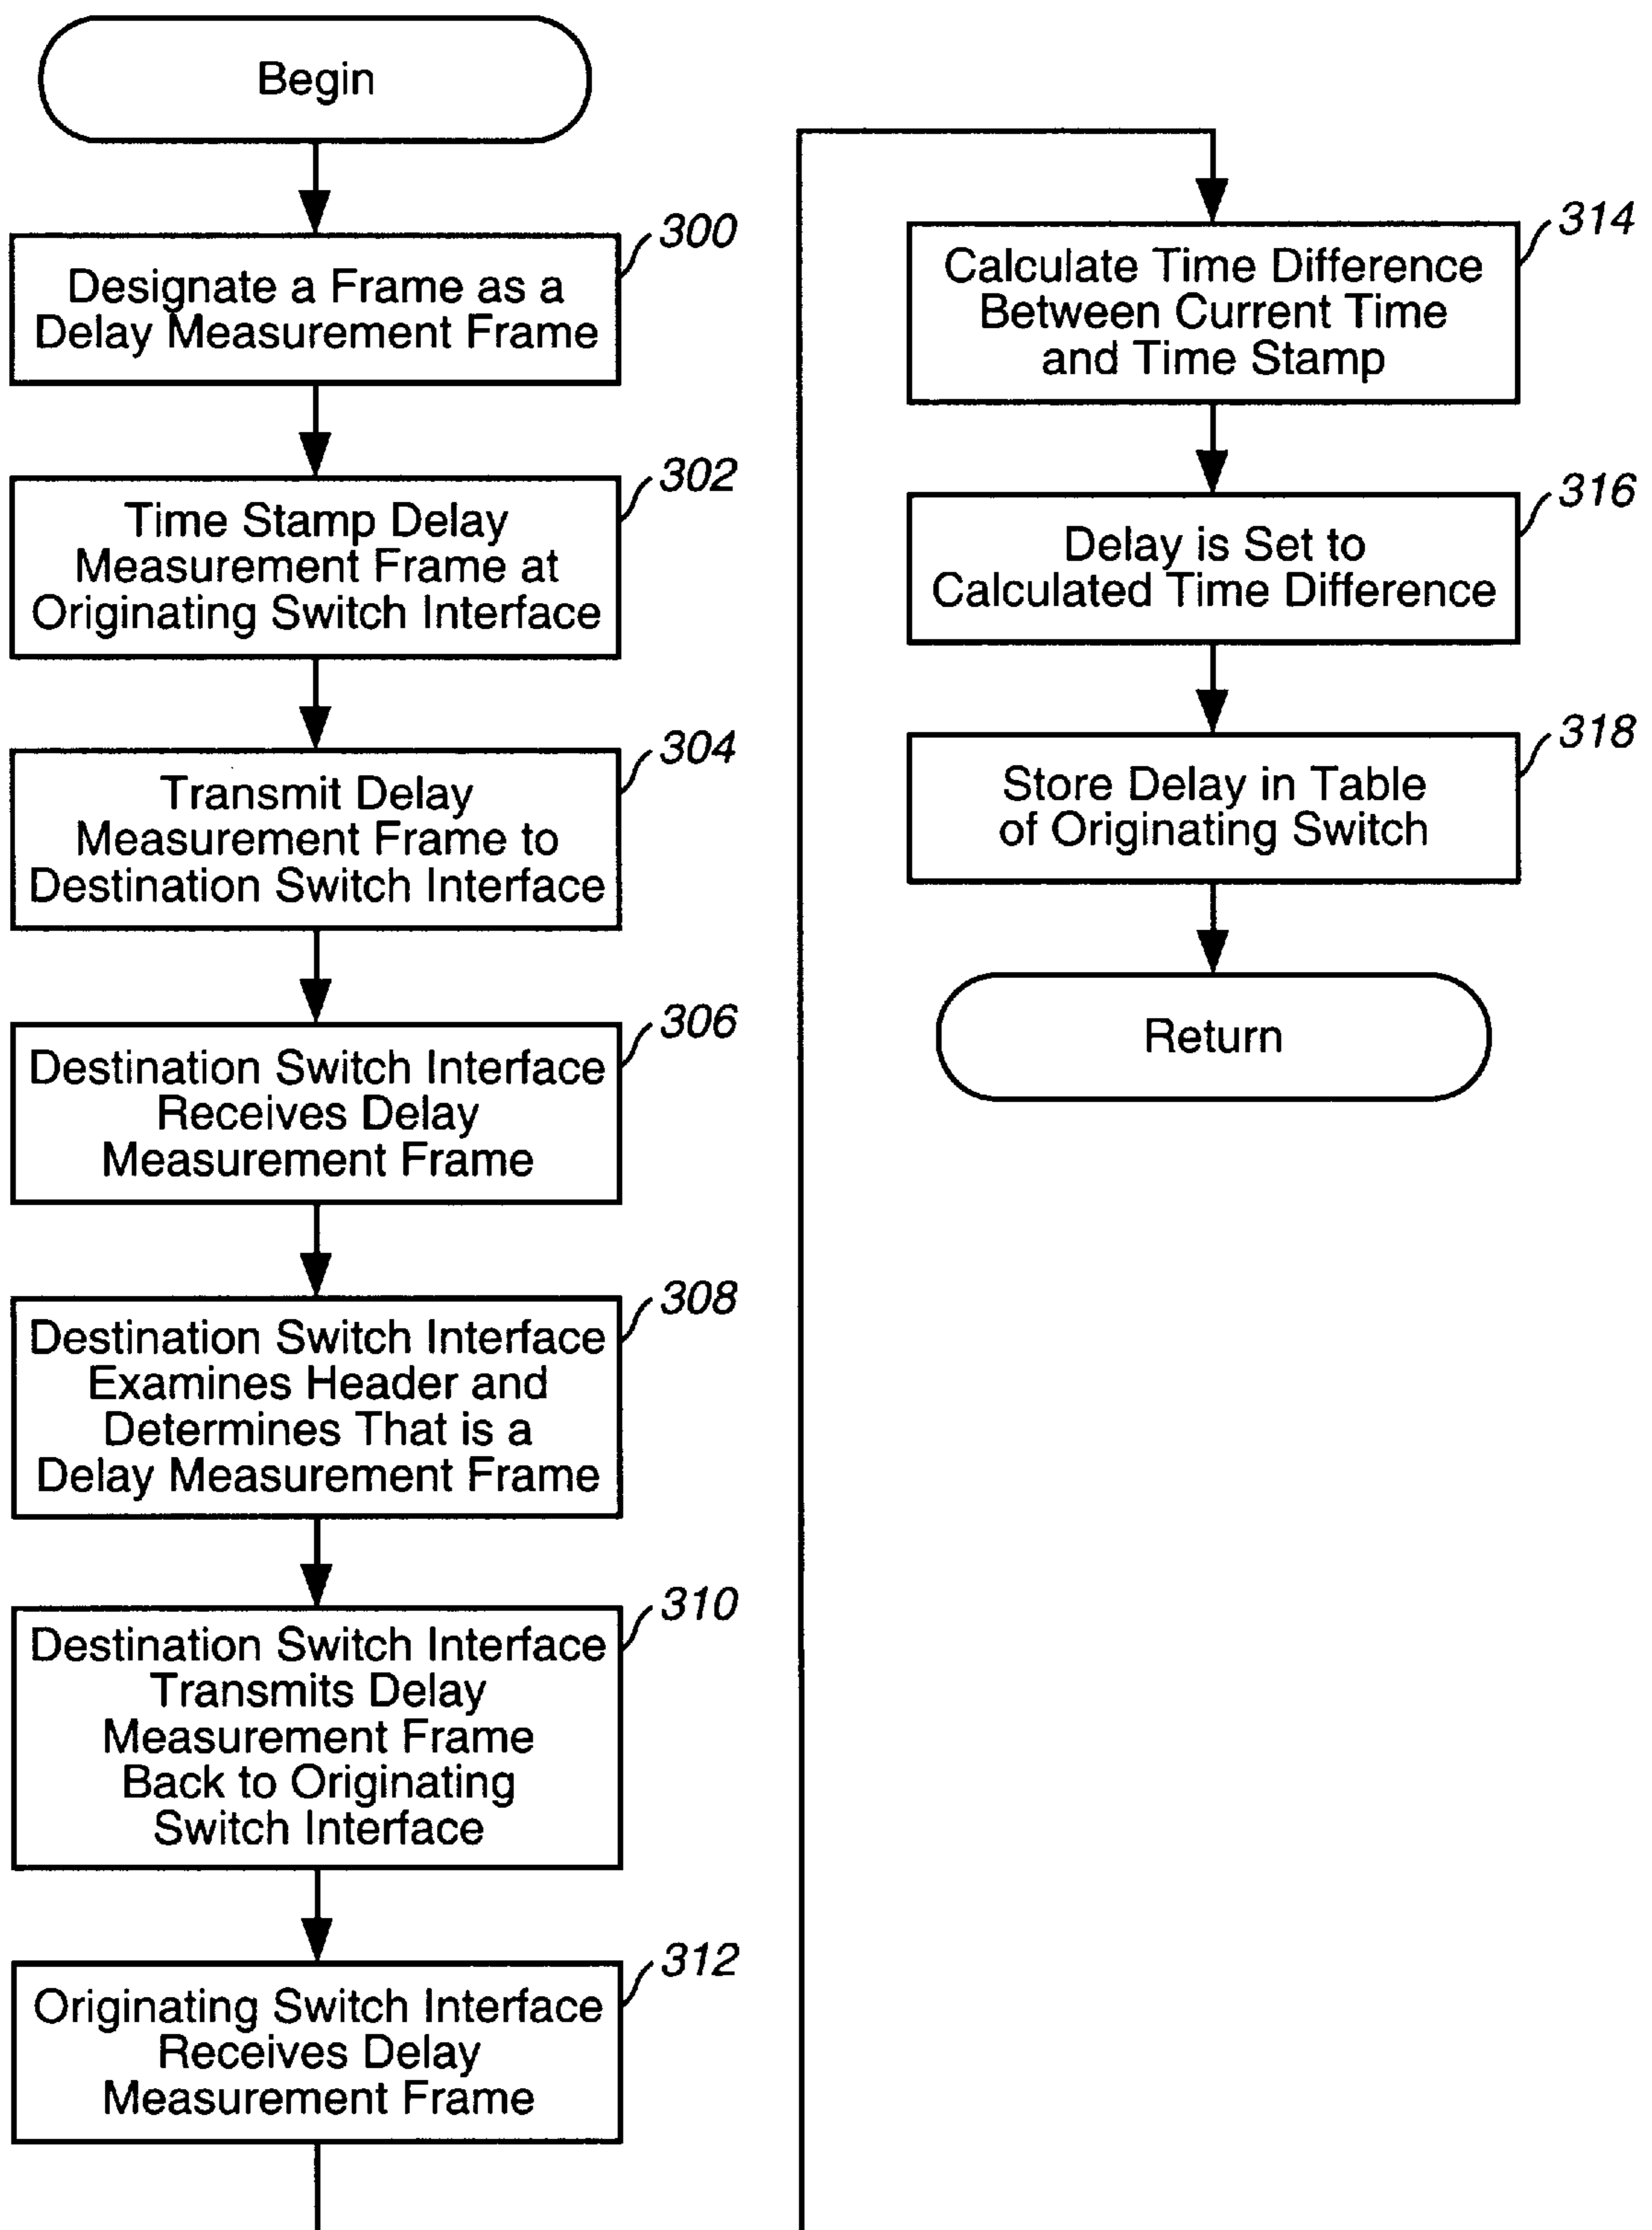 Begin
300
Designate a Frame as a
Delay Measurement Frame
302
Time Stamp Delay
Measurement Frame at
Originating Switch Interface
304
Transmit Delay
Measurement Frame to
Destination Switch Interface
306
Destination Switch Interface
Receives Delay
Measurement Frame
308
Destination Switch Interface
Examines Header and
Determines That is a
Delay Measurement Frame
310
Destination Switch Interface
Transmits Delay
Measurement Frame
Back to Originating
Switch Interface
312
Originating Switch Interface
Receives Delay
Measurement Frame
314
Calculate Time Difference
Between Current Time
and Time Stamp
316
Delay is Set to
Calculated Time Difference
318
Store Delay in Table
of Originating Switch
Return